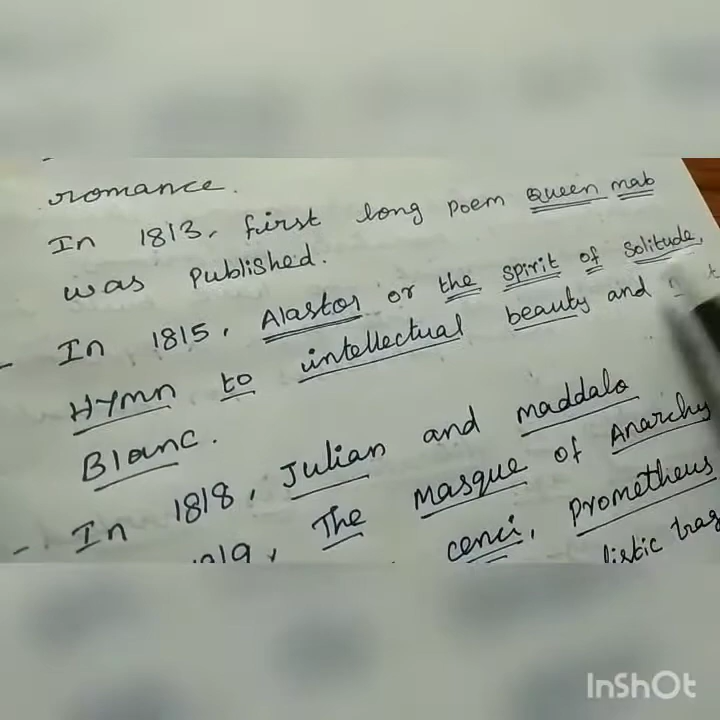 romance.
In 1813, first long poem Queen mab
was published.
- In 1815, Alastor or the spirit of solitude,
Hymn to intellectual beauty and
Blanc.
- In 1818, Julian and maddalo
The masque of Anarchy
cenci, Prometheus
InShOt